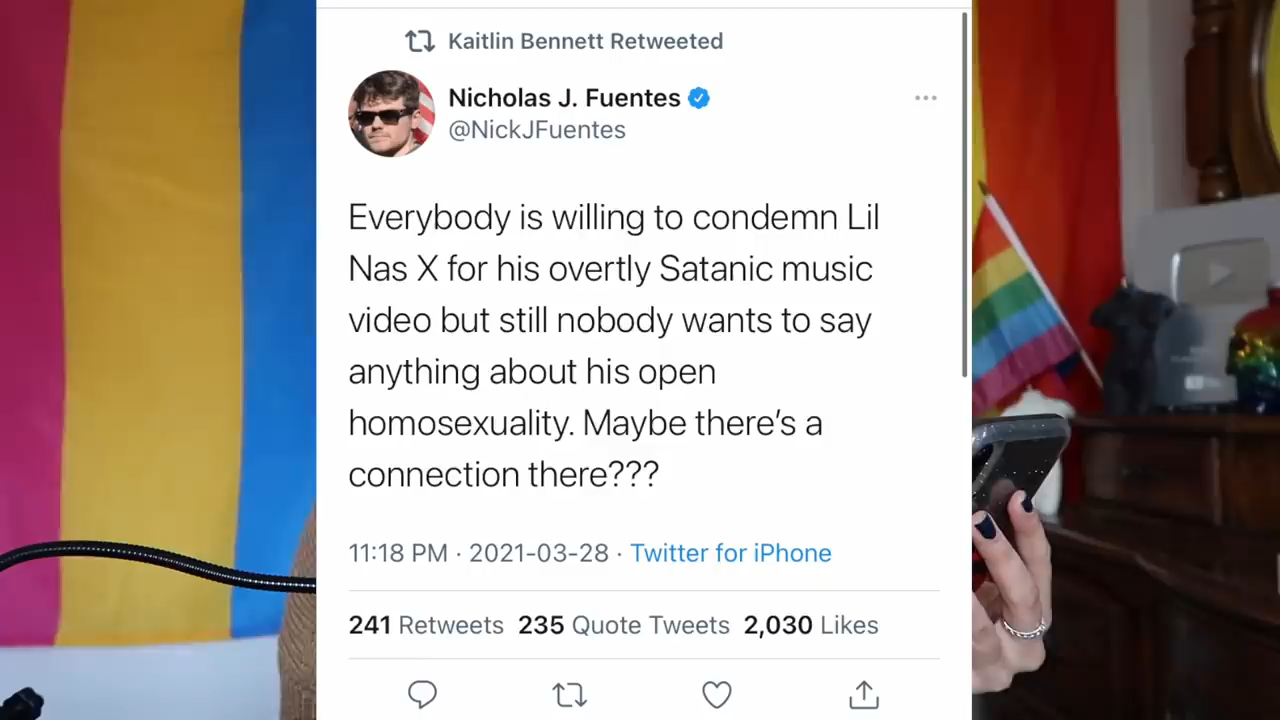 Kaitlin Bennett Retweeted
Nicholas J. Fuentes
@NickJFuentes
Everybody is willing to condemn Lil
Nas X for his overtly Satanic music
video but still nobody wants to say
anything about his open
homosexuality. Maybe there's a
connection there???
11:18 PM · 2021-03-28 · Twitter for iPhone
241 Retweets 235 Quote Tweets 2,030 Likes